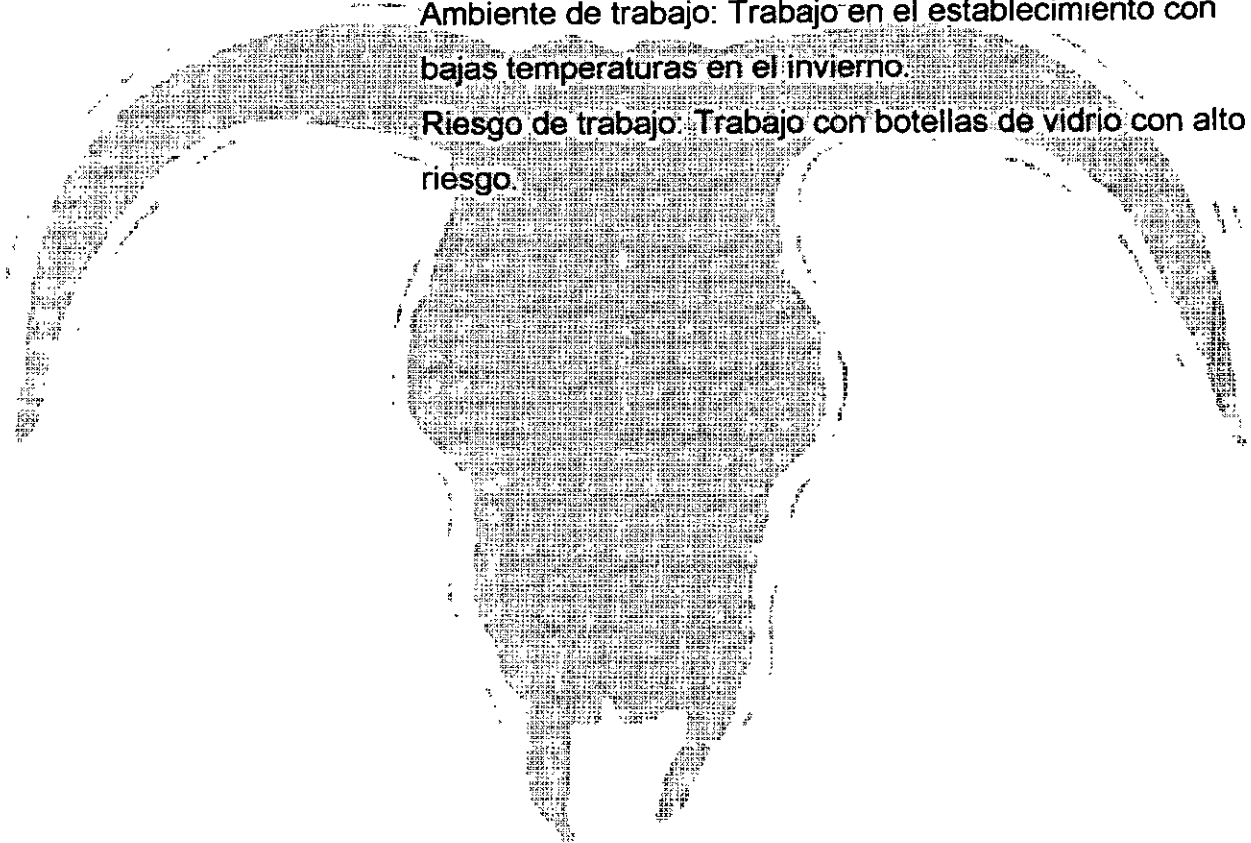 Ambiente de trabajo: Trabajo en el establecimiento con
bajas temperaturas en el invierno.
Riesgo de trabajo: Trabajo con botellas de vidrio con alto
riesgo.